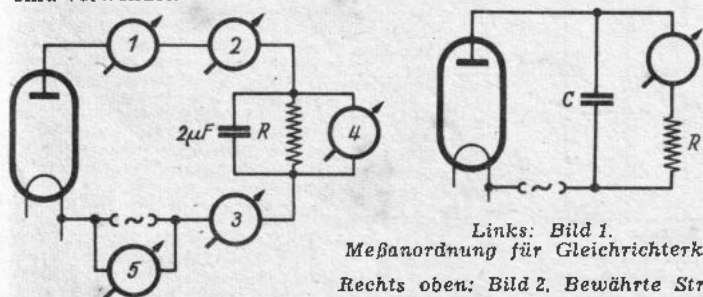 1
2
2µF
R
4
3
5
C
R
Links: Bild 1.
Meßanordnung für Gleichrichterk
Rechts oben: Bild 2. Bewährte Str